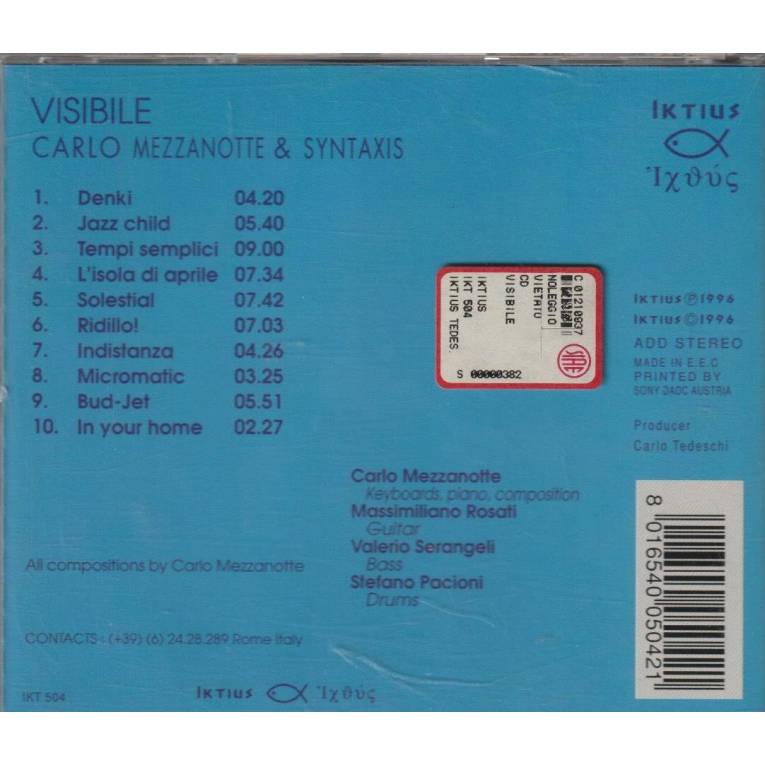 VISIBILE
CARLO MEZZANOTTE & SYNTAXIS
1. Denki 04.20
2. Jazz child 05.40
3. Tempi semplici 09.00
4. L'isola di aprile 07.34
5. Solestial 07.42
6. Ridillo! 07.03
7. Indistanza 04.26
8. Micromatic 03.25
9. Bud-Jet 05.51
10. In your home 02.27
IKTIUS
Ἰχθύς
C 01210937
NOLEGGIO
VIETATO
CD
VISIBILE
IKTIUS
IKT 504
IKTIUS TEDES.
SIAE
S 00000382
IKTIUS Ⓟ 1996
IKTIUS © 1996
ADD STEREO
MADE IN E.E.C
PRINTED BY
SONY DADC AUSTRIA
Producer
Carlo Tedeschi
Carlo Mezzanotte
Keyboards, piano, composition
Massimiliano Rosati
Guitar
Valerio Serangeli
Bass
Stefano Pacioni
Drums
All compositions by Carlo Mezzanotte
CONTACTS: (+39) (6) 24.28.289 Rome Italy
8 016540 050421
IKT 504
IKTIUS Ἰχθύς